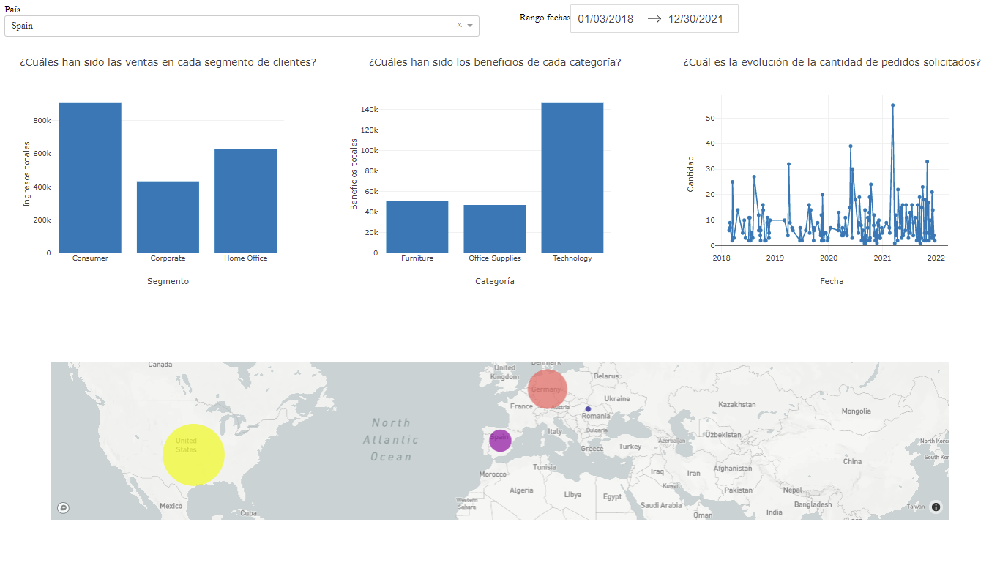 País
Spain
Rango fechas
01/03/2018 → 12/30/2021
¿Cuáles han sido las ventas en cada segmento de clientes?
800k
600k
400k
200k
0
Ingresos totales
Consumer Corporate Home Office
Segmento
¿Cuáles han sido los beneficios de cada categoría?
140k
120k
100k
80k
60k
40k
20k
0
Beneficios totales
Furniture Office Supplies Technology
Categoría
¿Cuál es la evolución de la cantidad de pedidos solicitados?
50
40
30
20
10
0
Cantidad
2018 2019 2020 2021 2022
Fecha
Canada
United
States
Mexico
Cuba
North
Atlantic
Ocean
United
Kingdom
Denmark
Germany
Belarus
Ukraine
France
Austria
Romania
Bulgaria
Italy
Spain
Greece
Turkey
Azerbaijan
Kazakhstan
Uzbekistan
Mongolia
North Kore
South Kor
China
Tunisia
Morocco
Algeria
Libya
Egypt
Western
Sahara
Iraq
Iran
Kuwait
Saudi Arabia
Oman
Afghanistan
Pakistan
Nepal
India
Bangladesh
Taiwan